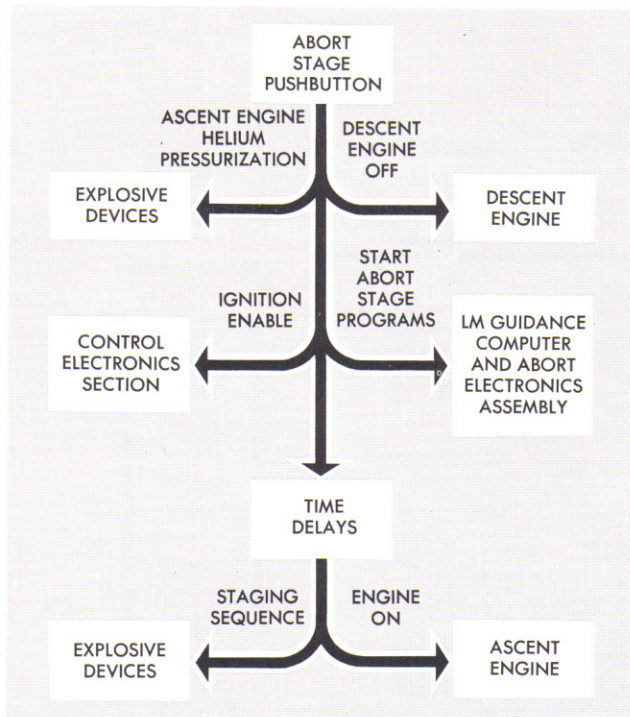 ABORT
STAGE
PUSHBUTTON
ASCENT ENGINE
HELIUM
PRESSURIZATION
DESCENT
ENGINE
OFF
EXPLOSIVE
DEVICES
DESCENT
ENGINE
IGNITION
ENABLE
START
ABORT
STAGE
PROGRAMS
CONTROL
ELECTRONICS
SECTION
LM GUIDANCE
COMPUTER
AND ABORT
ELECTRONICS
ASSEMBLY
TIME
DELAYS
STAGING
SEQUENCE
ENGINE
ON
EXPLOSIVE
DEVICES
ASCENT
ENGINE